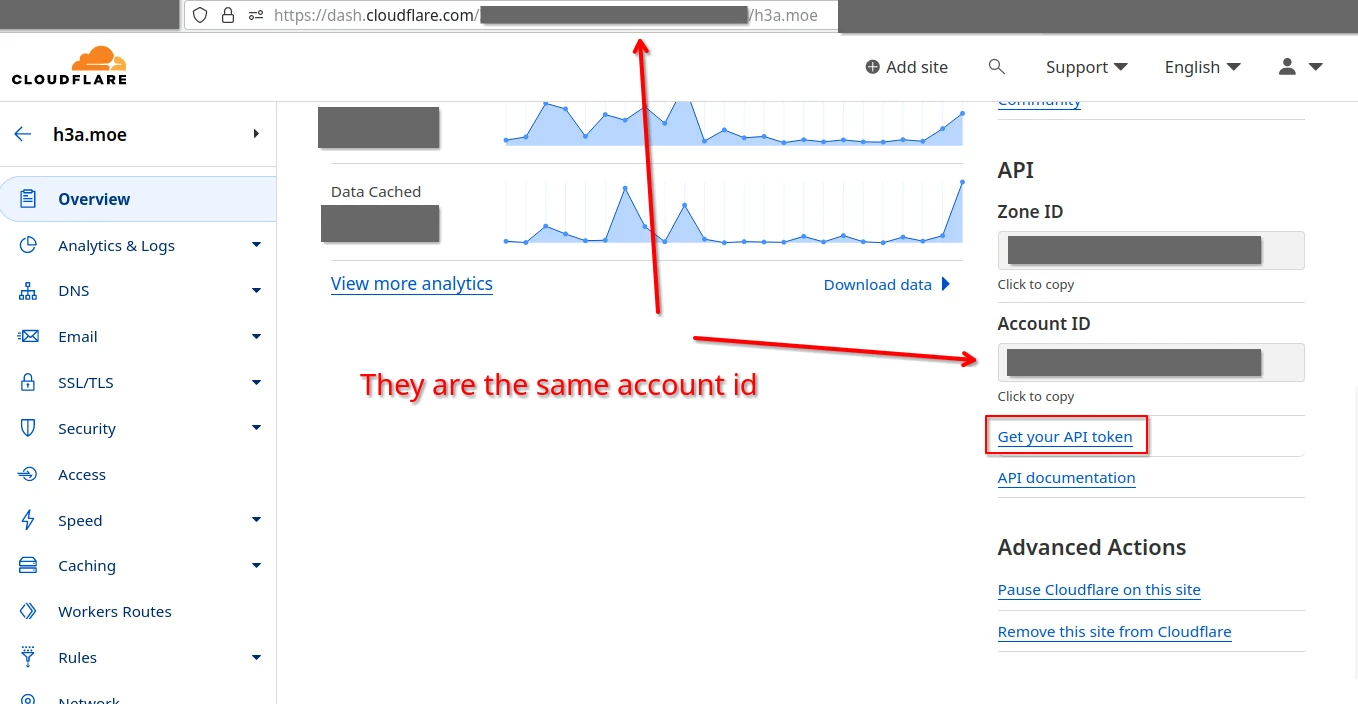 https://dash.cloudflare.com/
/h3a.moe
CLOUDFLARE
Add site
Support
English
h3a.moe
Overview
Analytics & Logs
DNS
Email
SSL/TLS
Security
Access
Speed
Caching
Workers Routes
Rules
Network
Data Cached
View more analytics
Download data
They are the same account id
Community
API
Zone ID
Click to copy
Account ID
Click to copy
Get your API token
API documentation
Advanced Actions
Pause Cloudflare on this site
Remove this site from Cloudflare